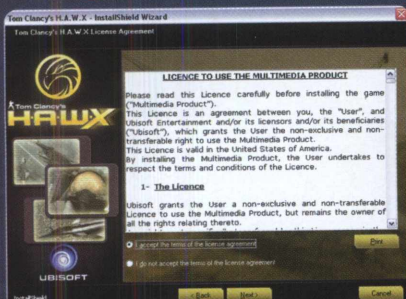 Tom Clancy's H.A.W.X - InstallShield Wizard
Tom Clancy's H.A.W.X License Agreement
Tom Clancy's
H·A·W·X
UBISOFT
LICENCE TO USE THE MULTIMEDIA PRODUCT
Please read this Licence carefully before installing the game
("Multimedia Product").
This Licence is an agreement between you, the "User", and
Ubisoft Entertainment and/or its licensors and/or its beneficiaries
("Ubisoft"), which grants the User the non-exclusive and non-
transferable right to use the Multimedia Product.
This Licence is valid in the United States of America.
By installing the Multimedia Product, the User undertakes to
respect the terms and conditions of the Licence.
1- The Licence
Ubisoft grants the User a non-exclusive and non-transferable
Licence to use the Multimedia Product, but remains the owner of
all the rights relating thereto.
I accept the terms of the license agreement
I do not accept the terms of the license agreement
Print
InstallShield
< Back
Next >
Cancel